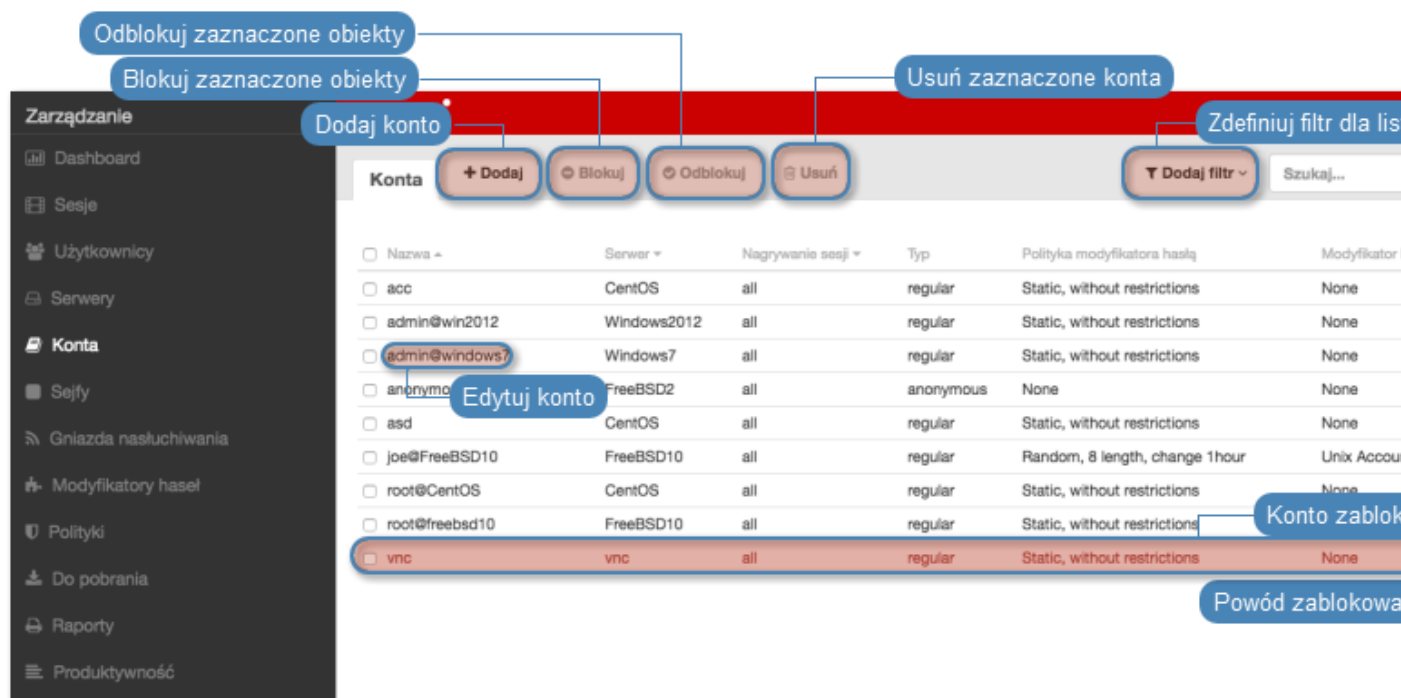 Odblokuj zaznaczone obiekty
Blokuj zaznaczone obiekty
Usuń zaznaczone konta
Zarządzanie
Dodaj konto
Zdefiniuj filtr dla lis
Dashboard
Konta
+ Dodaj
Blokuj
Odblokuj
Usuń
Dodaj filtr
Szukaj...
Sesje
Użytkownicy
Serwery
Konta
Sejfy
Gniazda nasłuchiwania
Modyfikatory haseł
Polityki
Do pobrania
Raporty
Produktywność
Nazwa Serwer Nagrywanie sesji Typ Polityka modyfikatora hasłą Modyfikator
acc CentOS all regular Static, without restrictions None
admin@win2012 Windows2012 all regular Static, without restrictions None
admin@windows7 Windows7 all regular Static, without restrictions None
Edytuj konto
anonymo FreeBSD2 all anonymous None None
asd CentOS all regular Static, without restrictions None
joe@FreeBSD10 FreeBSD10 all regular Random, 8 length, change 1hour Unix Accou
root@CentOS CentOS all regular Static, without restrictions None
root@freebsd10 FreeBSD10 all regular Static, without restrictions
Konto zablok
vnc vnc all regular Static, without restrictions None
Powód zablokowa